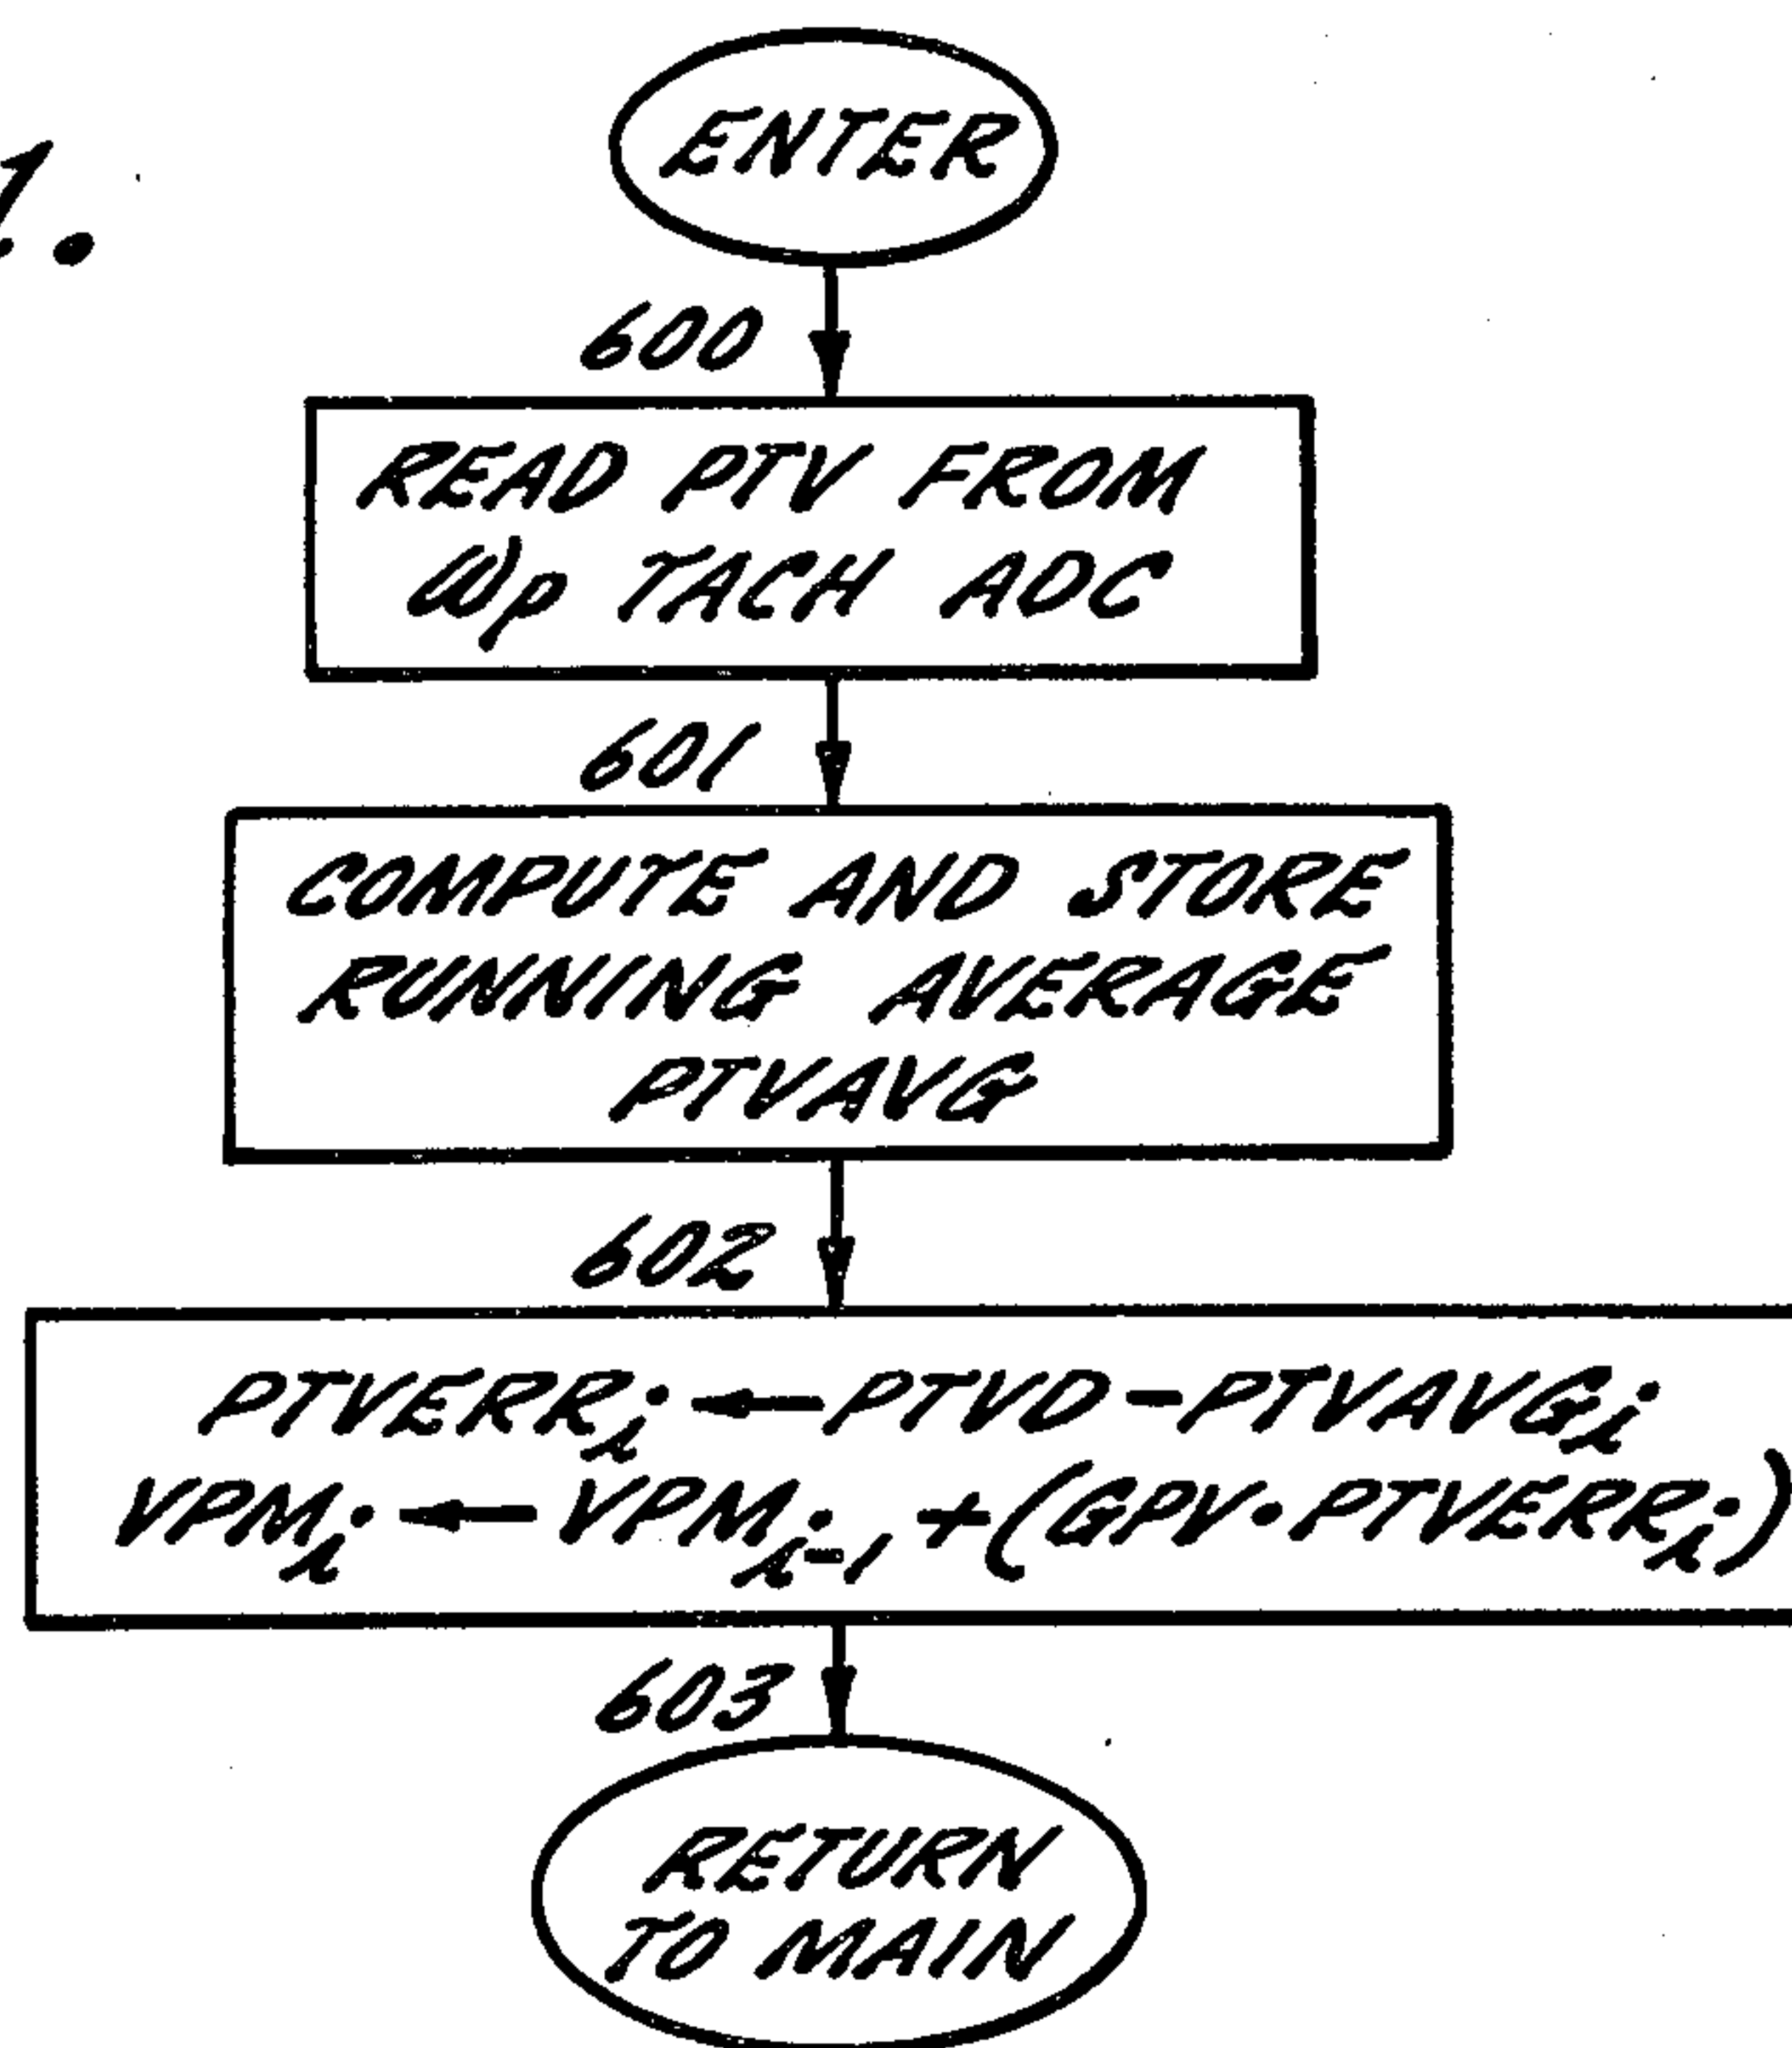 1.
ENTER
600
READ PTV FROM
Wp TACH ADC
601
COMPUTE AND STORE
RUNNING AVERAGE
PTVAVG
602
PTVERRi ← PTVD-PTVAVGi
VPMi ← VPMi-1 + (GPV·PTVERRi)
603
RETURN
TO MAIN